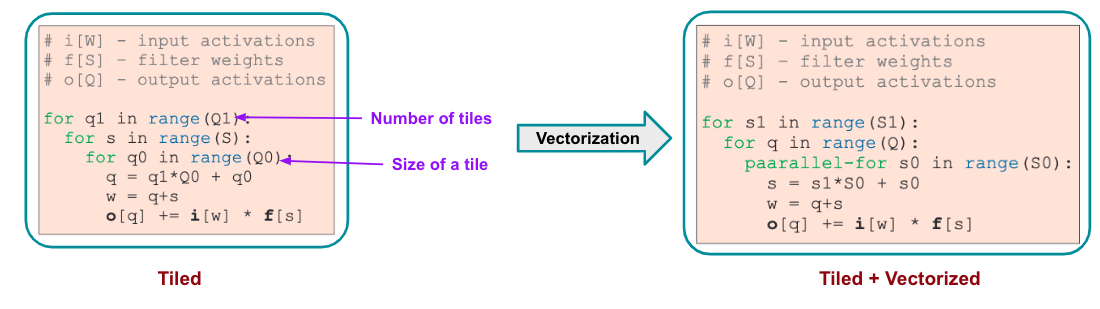 # i[W] - input activations
# f[S] - filter weights
# o[Q] - output activations
for q1 in range(Q1):
for s in range(S):
for q0 in range(Q0):
q = q1*Q0 + q0
w = q+s
o[q] += i[w] * f[s]
Number of tiles
Size of a tile
Tiled
Vectorization
# i[W] - input activations
# f[S] - filter weights
# o[Q] - output activations
for s1 in range(S1):
for q in range(Q):
paarallel-for s0 in range(S0):
s = s1*S0 + s0
w = q+s
o[q] += i[w] * f[s]
Tiled + Vectorized